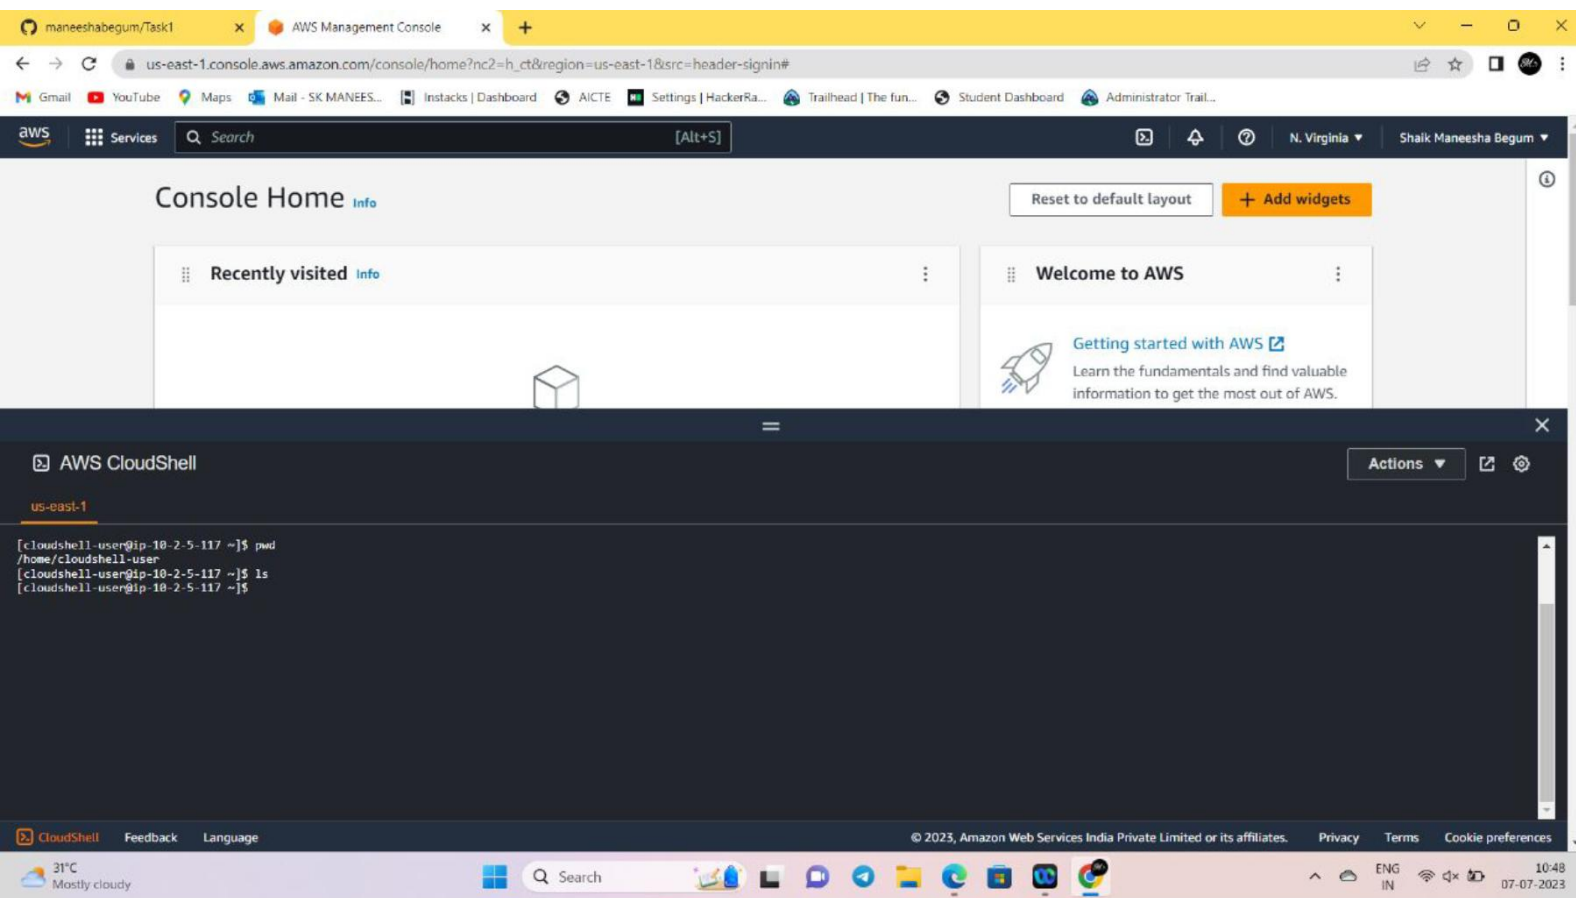 maneeshabegum/Task1
AWS Management Console
us-east-1.console.aws.amazon.com/console/home?nc2=h_ct&region=us-east-1&src=header-signin#
Gmail YouTube Maps Mail - SK MANEES... Instacks | Dashboard AICTE Settings | HackerRa... Trailhead | The fun... Student Dashboard Administrator Trail...
aws Services Search [Alt+S] N. Virginia ▼ Shaik Maneesha Begum ▼
Console Home Info
Reset to default layout
+ Add widgets
Recently visited Info
Welcome to AWS
Getting started with AWS
Learn the fundamentals and find valuable
information to get the most out of AWS.
AWS CloudShell
Actions ▼
us-east-1
[cloudshell-user@ip-10-2-5-117 ~]$ pwd
/home/cloudshell-user
[cloudshell-user@ip-10-2-5-117 ~]$ ls
[cloudshell-user@ip-10-2-5-117 ~]$
CloudShell Feedback Language © 2023, Amazon Web Services India Private Limited or its affiliates. Privacy Terms Cookie preferences
31°C
Mostly cloudy
Search
ENG
IN
10:48
07-07-2023